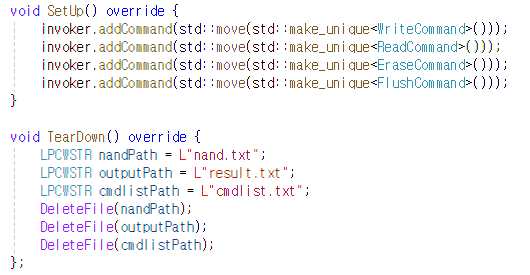 void SetUp() override {
    invoker.addCommand(std::move(std::make_unique<WriteCommand>()));
    invoker.addCommand(std::move(std::make_unique<ReadCommand>()));
    invoker.addCommand(std::move(std::make_unique<EraseCommand>()));
    invoker.addCommand(std::move(std::make_unique<FlushCommand>()));
}

void TearDown() override {
    LPCWSTR nandPath = L"nand.txt";
    LPCWSTR outputPath = L"result.txt";
    LPCWSTR cmdlistPath = L"cmdlist.txt";
    DeleteFile(nandPath);
    DeleteFile(outputPath);
    DeleteFile(cmdlistPath);
};